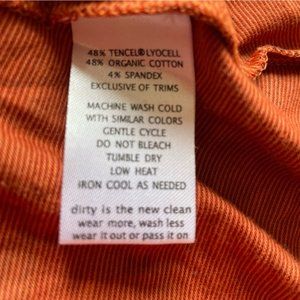 48% TENCEL® LYOCELL
48% ORGANIC COTTON
4% SPANDEX
EXCLUSIVE OF TRIMS
MACHINE WASH COLD
WITH SIMILAR COLORS
GENTLE CYCLE
DO NOT BLEACH
TUMBLE DRY
LOW HEAT
IRON COOL AS NEEDED
dirty is the new clean
wear more, wash less
wear it out or pass it on